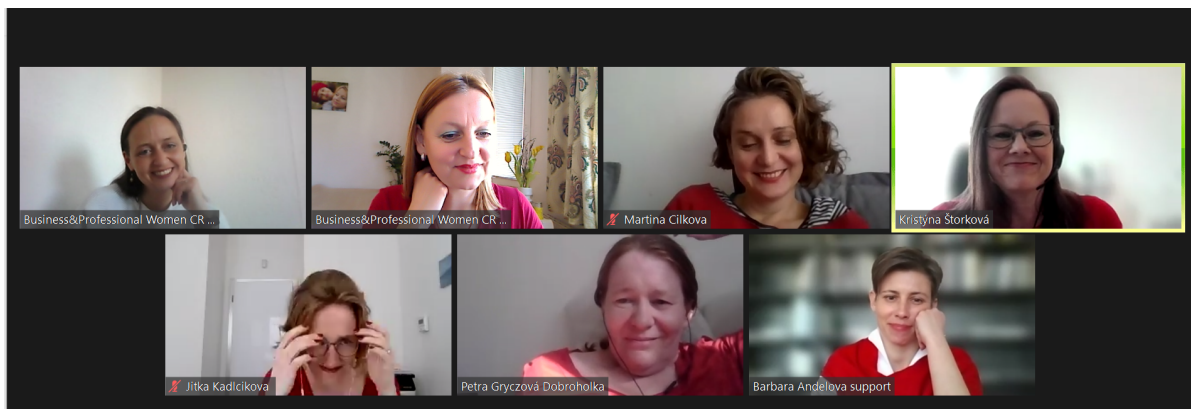 Business&Professional Women CR ...
Business&Professional Women CR ...
Martina Cilkova
Kristýna Štorková
Jitka Kadlcikova
Petra Gryczová Dobroholka
Barbara Andelova support